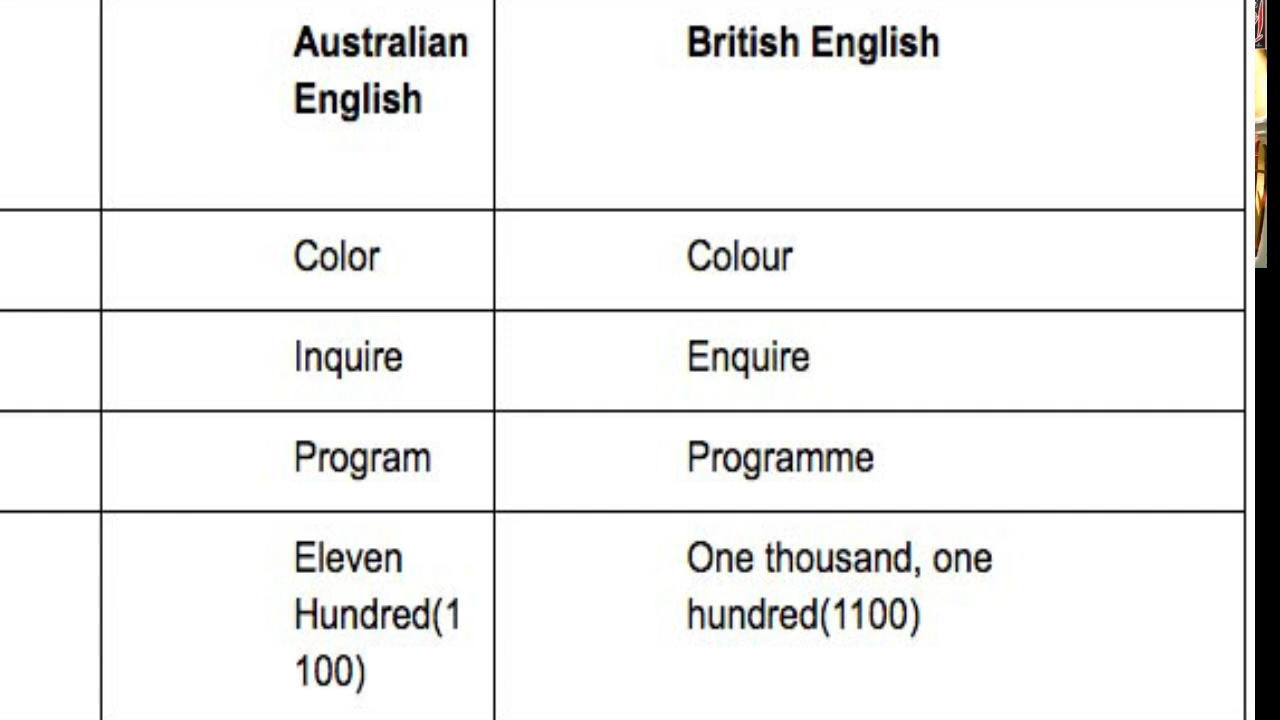 Australian
English
British English
Color
Colour
Inquire
Enquire
Program
Programme
Eleven
Hundred(1
100)
One thousand, one
hundred(1100)